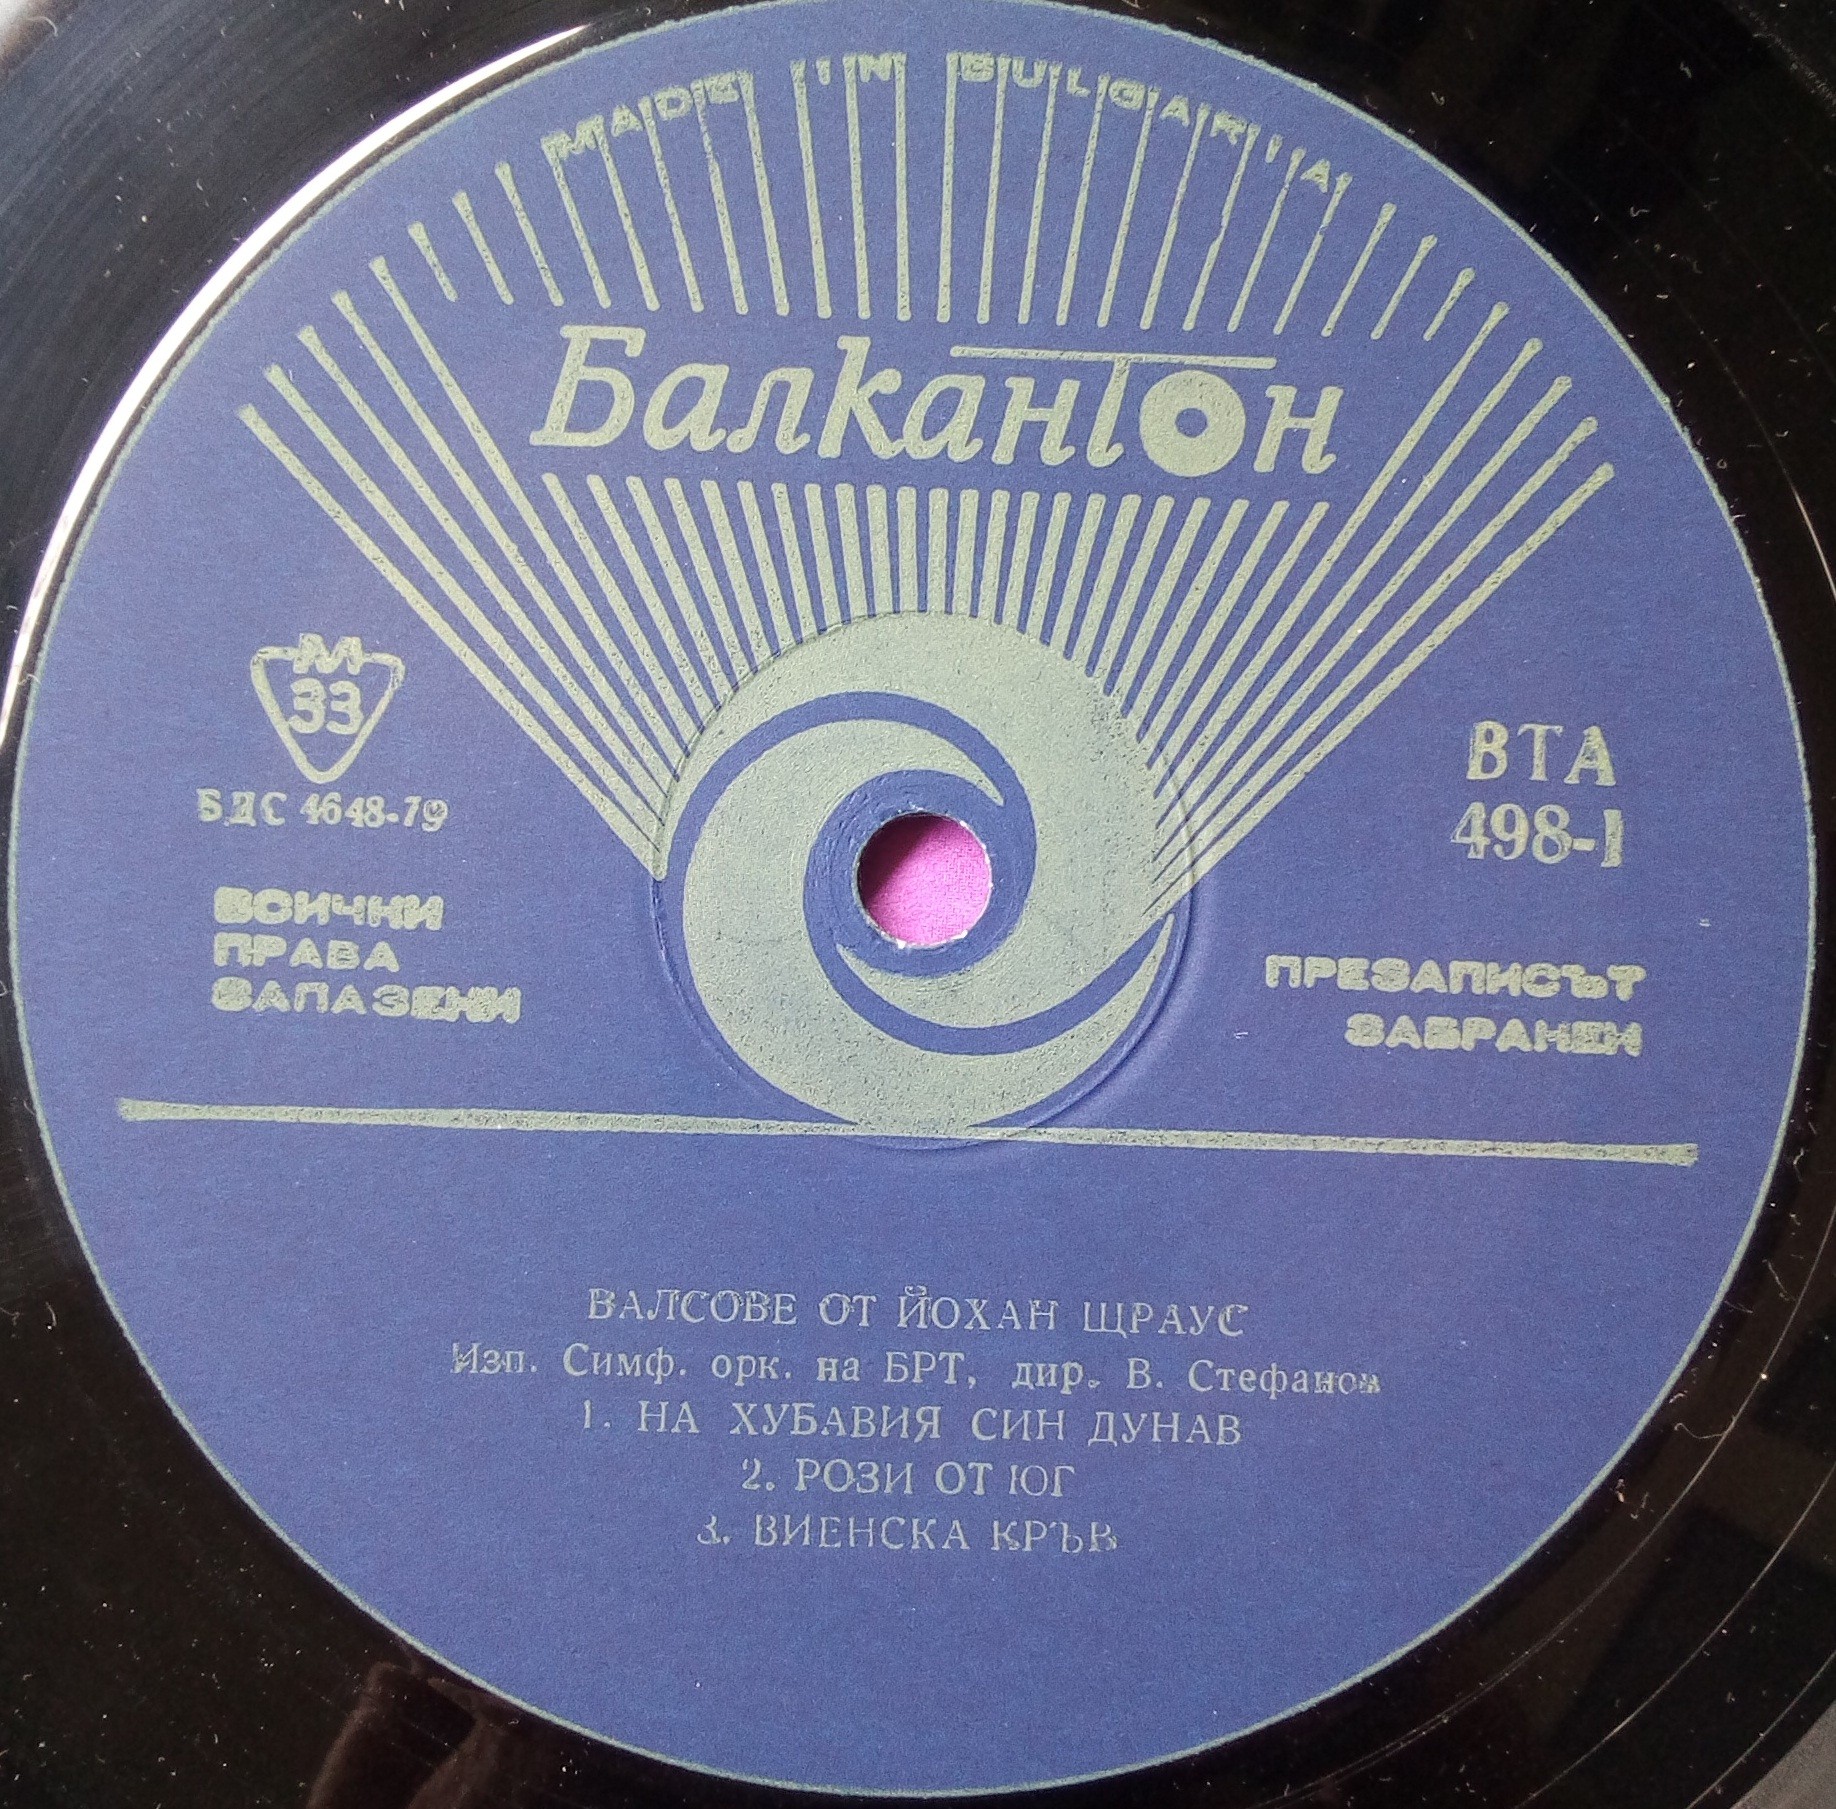 MADE IN BULGARIA
Балкантон
М
33
БДС 4648-79
ВСИЧКИ
ПРАВА
ЗАПАЗЕНИ
ВТА
498-I
ПРЕЗАПИСЪТ
ЗАБРАНЕН
ВАЛСОВЕ ОТ ЙОХАН ЩРАУС
Изп. Симф. орк. на БРТ, дир. В. Стефанов
1. НА ХУБАВИЯ СИН ДУНАВ
2. РОЗИ ОТ ЮГ
3. ВИЕНСКА КРЪВ